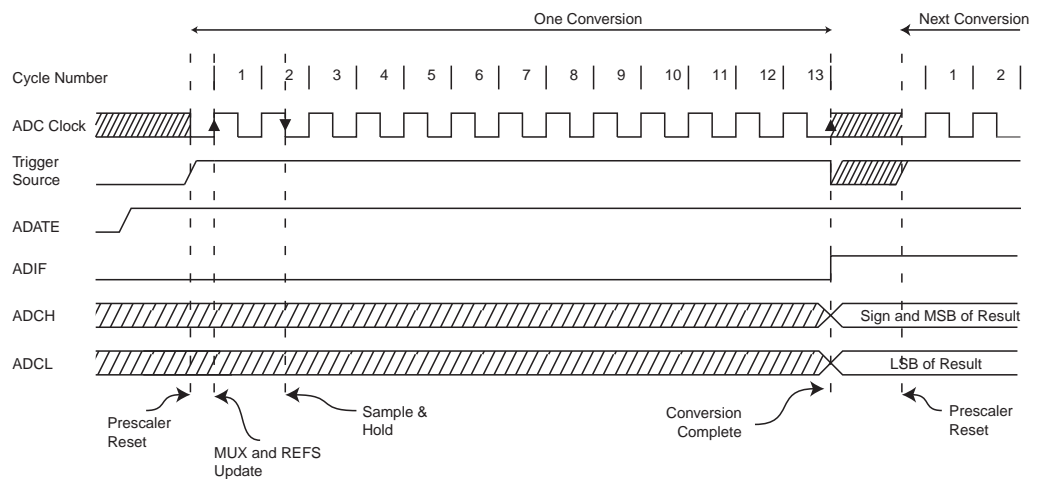 One Conversion
Next Conversion
Cycle Number
1 2 3 4 5 6 7 8 9 10 11 12 13 1 2
ADC Clock
Trigger
Source
ADATE
ADIF
ADCH
Sign and MSB of Result
ADCL
LSB of Result
Prescaler
Reset
MUX and REFS
Update
Sample &
Hold
Conversion
Complete
Prescaler
Reset